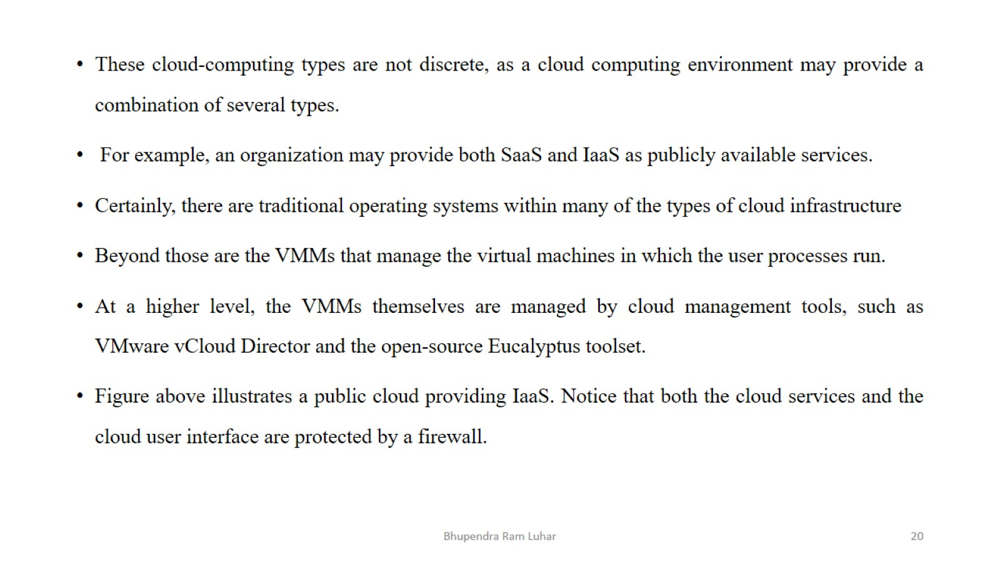 • These cloud-computing types are not discrete, as a cloud computing environment may provide a
combination of several types.
• For example, an organization may provide both SaaS and IaaS as publicly available services.
• Certainly, there are traditional operating systems within many of the types of cloud infrastructure
• Beyond those are the VMMs that manage the virtual machines in which the user processes run.
• At a higher level, the VMMs themselves are managed by cloud management tools, such as
VMware vCloud Director and the open-source Eucalyptus toolset.
• Figure above illustrates a public cloud providing IaaS. Notice that both the cloud services and the
cloud user interface are protected by a firewall.
Bhupendra Ram Luhar 20